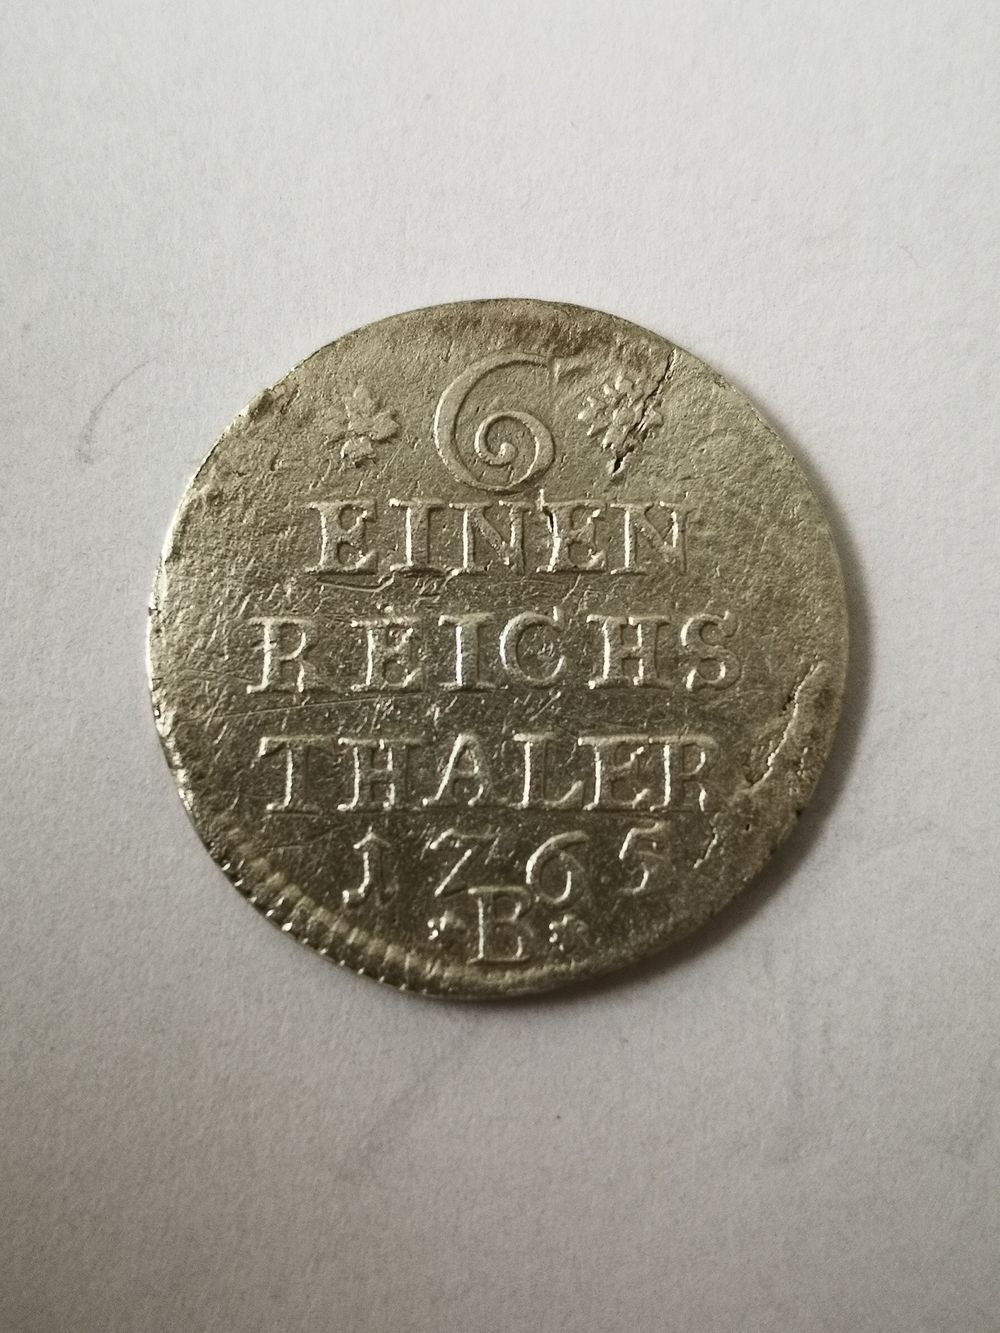 6
EINEN
REICHS
THALER
1765
B